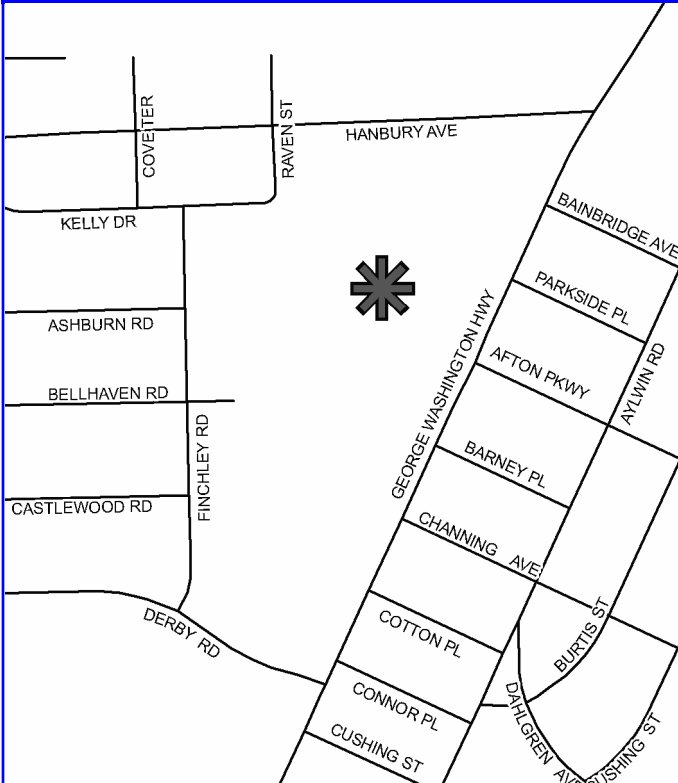 HANBURY AVE
COVE TER
RAVEN ST
KELLY DR
BAINBRIDGE AVE
PARKSIDE PL
ASHBURN RD
GEORGE WASHINGTON HWY
AFTON PKWY
AYLWIN RD
BELLHAVEN RD
FINCHLEY RD
BARNEY PL
CASTLEWOOD RD
CHANNING AVE
DERBY RD
COTTON PL
BURTIS ST
CONNOR PL
DAHLGREN AVE
CUSHING ST
CUSHING ST